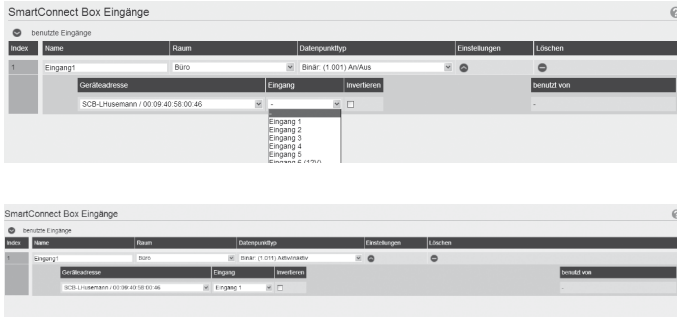 SmartConnect Box Eingänge
benutzte Eingänge
Index Name Raum Datenpunkttyp Einstellungen Löschen
1 Eingang1 Büro Binär: (1.001) An/Aus
Geräteadresse Eingang Invertieren benutzt von
SCB-LHusemann / 00:09:40:58:00:46 - -
-
Eingang 1
Eingang 2
Eingang 3
Eingang 4
Eingang 5
Eingang 6 (12V)
SmartConnect Box Eingänge
benutzte Eingänge
Index Name Raum Datenpunkttyp Einstellungen Löschen
1 Eingang1 Büro Binär: (1.011) Aktiv/Inaktiv
Geräteadresse Eingang Invertieren benutzt von
SCB-LHusemann / 00:09:40:58:00:46 Eingang 1 -